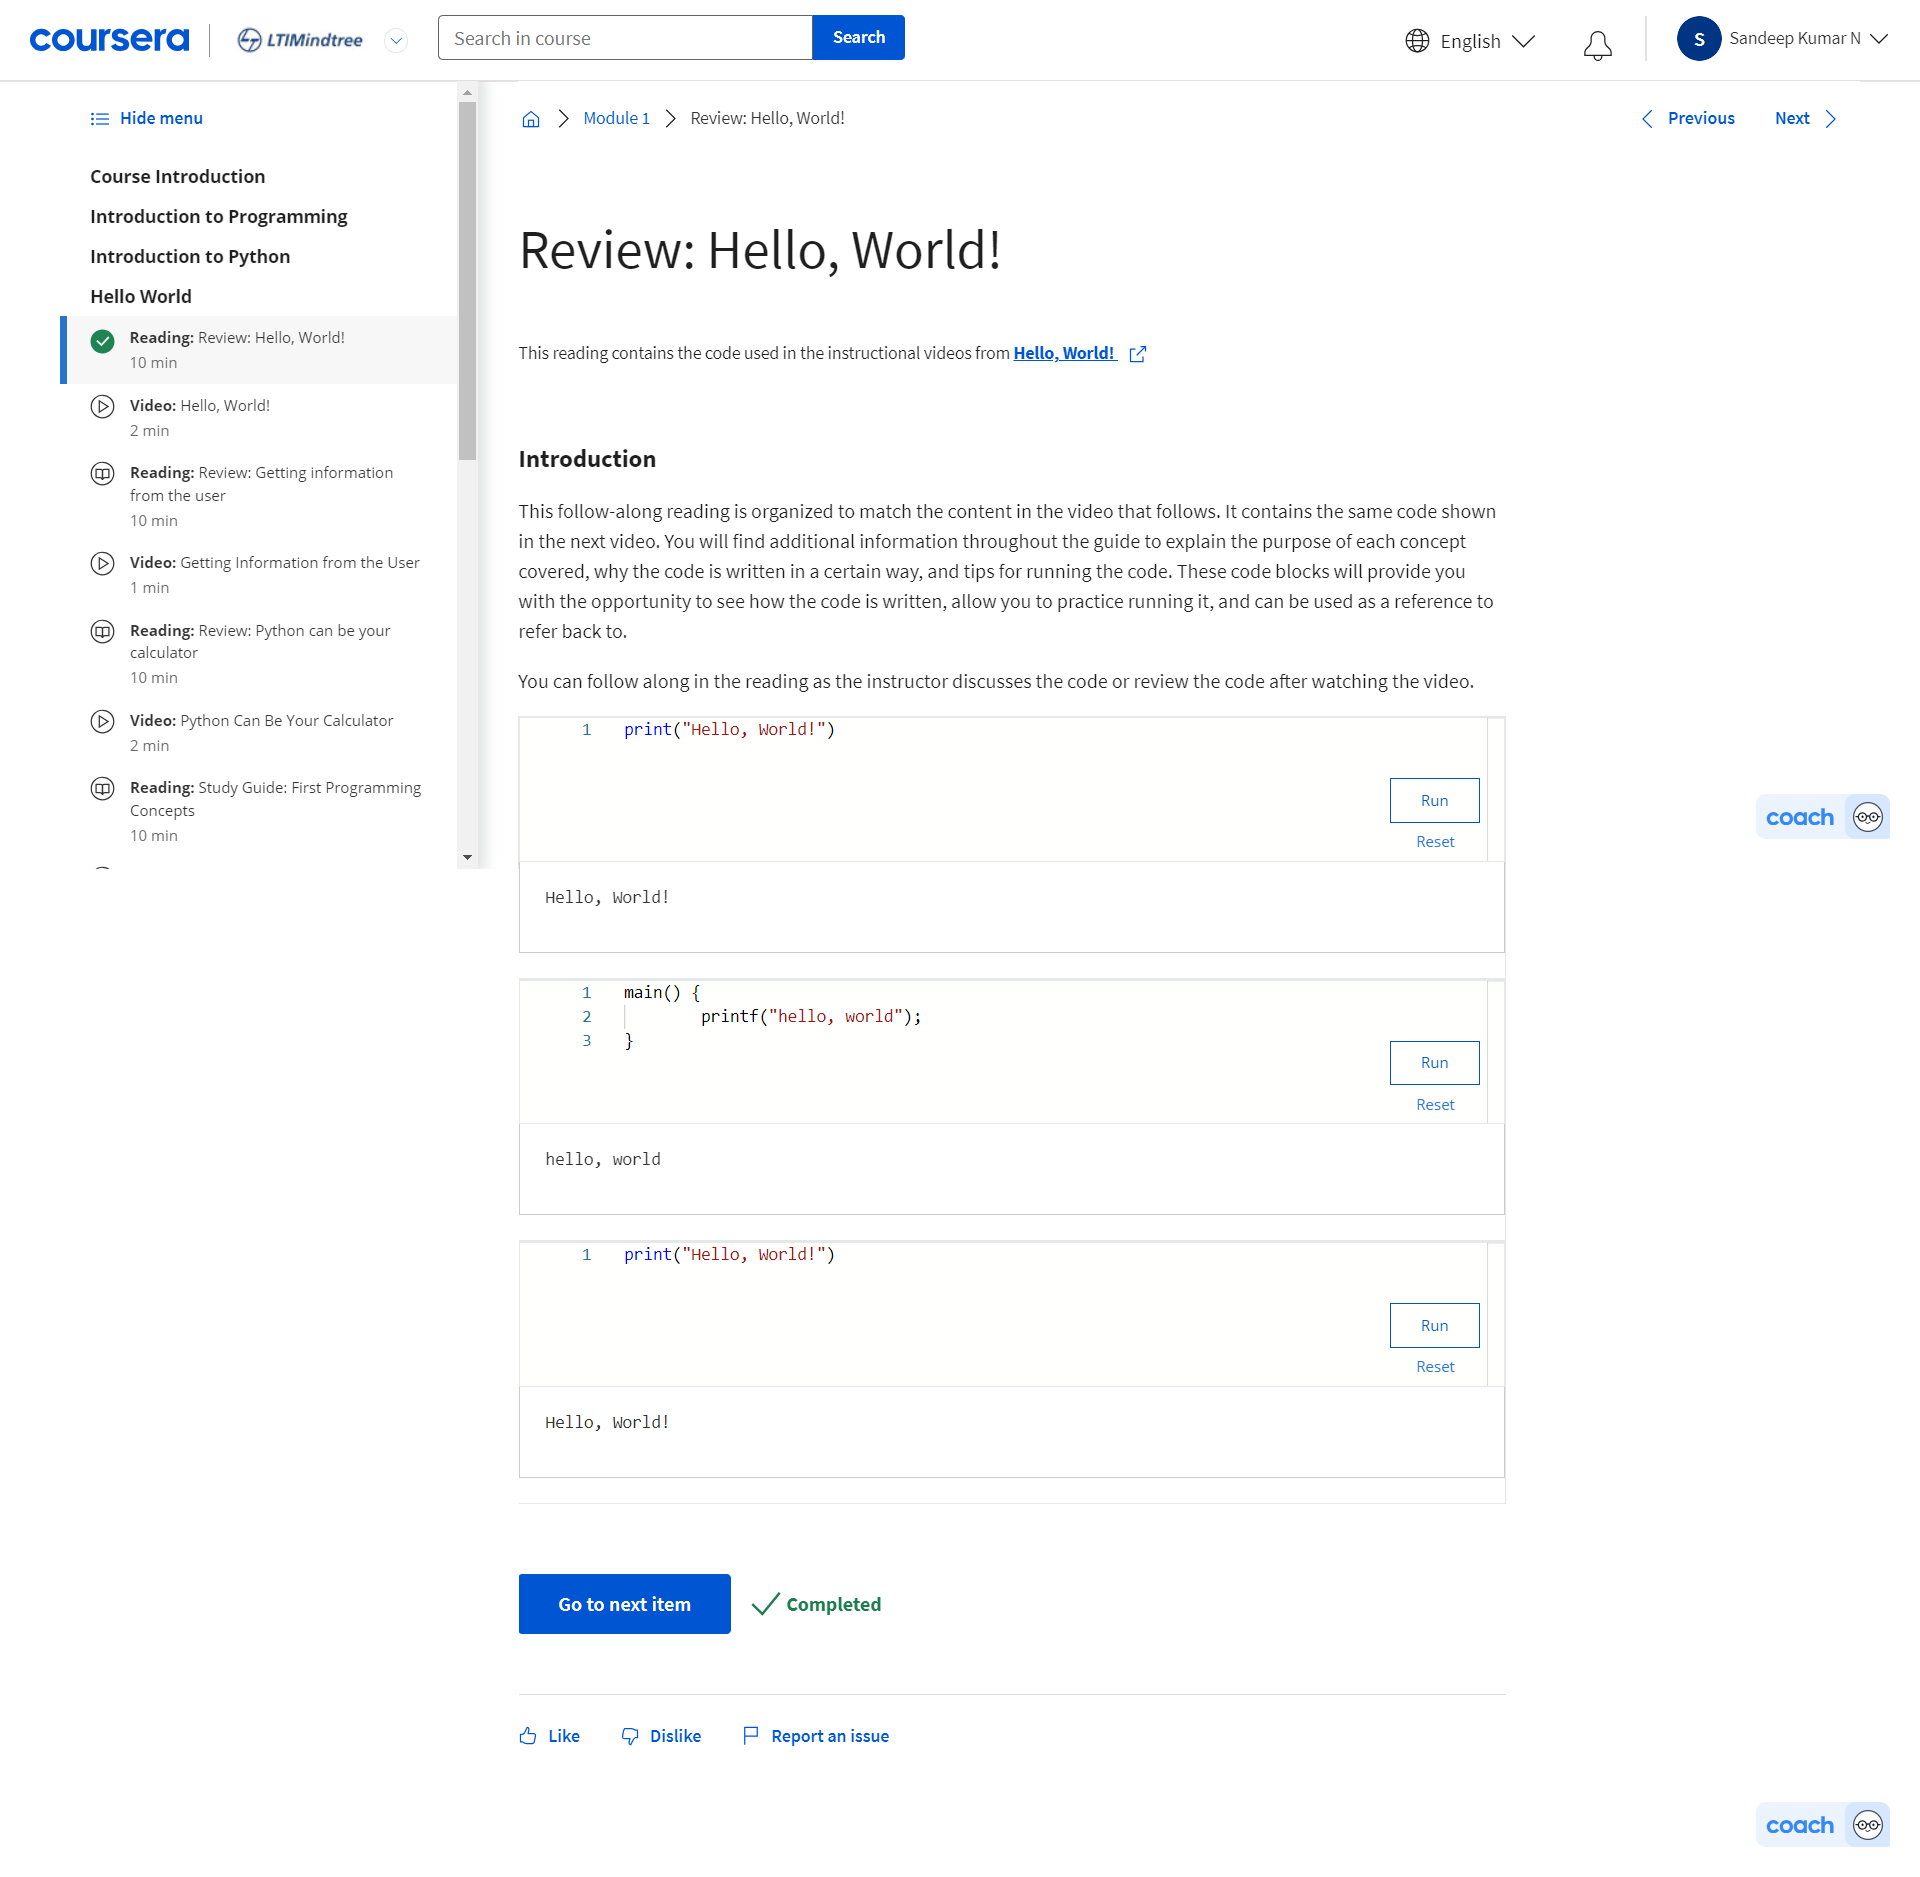 coursera
LTIMindtree
Search in course
Search
English
S
Sandeep Kumar N
Hide menu
Course Introduction
Introduction to Programming
Introduction to Python
Hello World
Reading: Review: Hello, World!
10 min
Video: Hello, World!
2 min
Reading: Review: Getting information
from the user
10 min
Video: Getting Information from the User
1 min
Reading: Review: Python can be your
calculator
10 min
Video: Python Can Be Your Calculator
2 min
Reading: Study Guide: First Programming
Concepts
10 min
Module 1
Review: Hello, World!
Previous
Next
Review: Hello, World!
This reading contains the code used in the instructional videos from Hello, World!
Introduction
This follow-along reading is organized to match the content in the video that follows. It contains the same code shown
in the next video. You will find additional information throughout the guide to explain the purpose of each concept
covered, why the code is written in a certain way, and tips for running the code. These code blocks will provide you
with the opportunity to see how the code is written, allow you to practice running it, and can be used as a reference to
refer back to.
You can follow along in the reading as the instructor discusses the code or review the code after watching the video.
1 print("Hello, World!")
Run
Reset
Hello, World!
1 main() {
2 printf("hello, world");
3 }
Run
Reset
hello, world
1 print("Hello, World!")
Run
Reset
Hello, World!
Go to next item
Completed
Like
Dislike
Report an issue
coach
coach